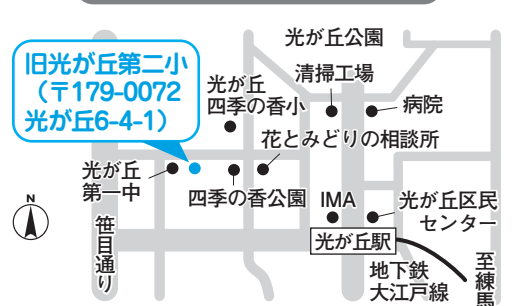 光が丘公園
旧光が丘第二小
（〒179-0072
光が丘6-4-1）
清掃工場
光が丘
四季の香小
病院
花とみどりの相談所
光が丘
第一中
四季の香公園
IMA
光が丘区民
センター
N
笹目通り
光が丘駅
地下鉄
大江戸線
至練馬